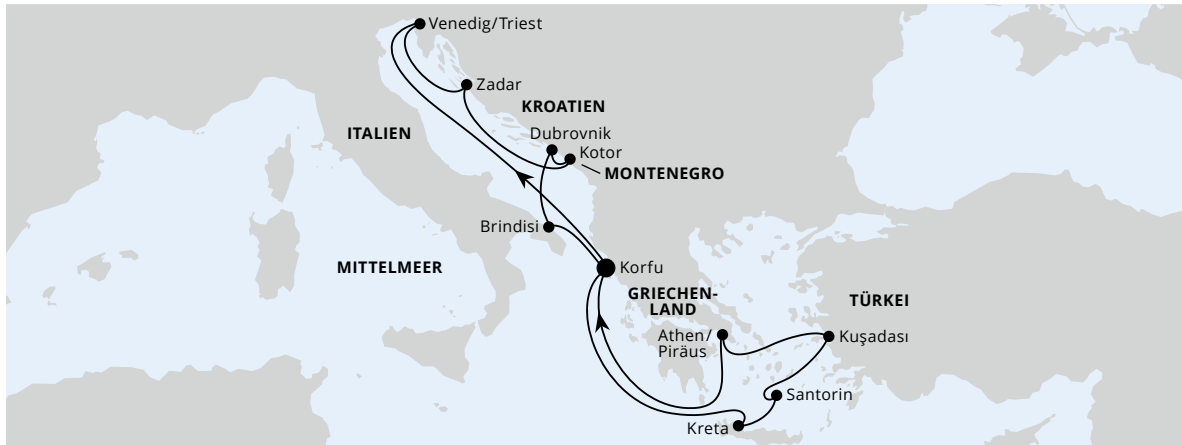 Venedig/Triest
Zadar
KROATIEN
ITALIEN
Dubrovnik
Kotor
MONTENEGRO
Brindisi
MITTELMEER
Korfu
GRIECHEN-
LAND
TÜRKEI
Athen/
Piräus
Kuşadası
Santorin
Kreta